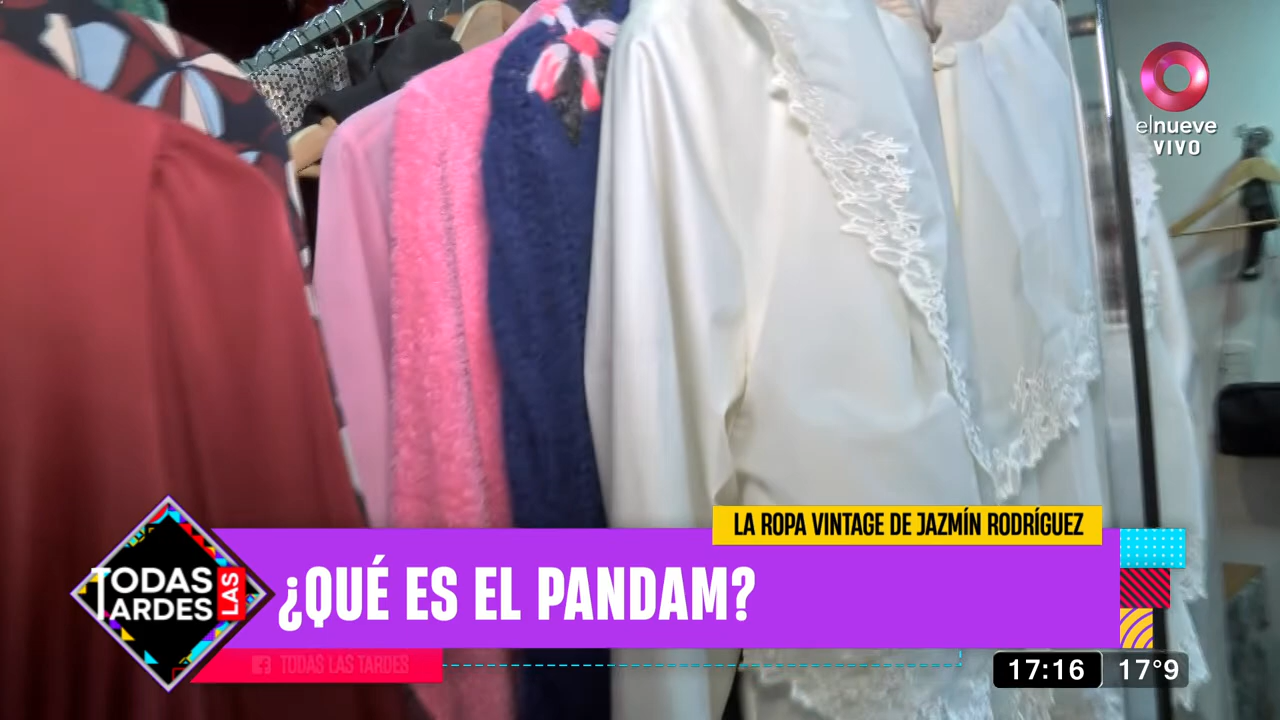 elnueve
VIVO
LA ROPA VINTAGE DE JAZMÍN RODRÍGUEZ
TODAS LAS TARDES
¿QUÉ ES EL PANDAM?
TODAS LAS TARDES
17:16 17°9